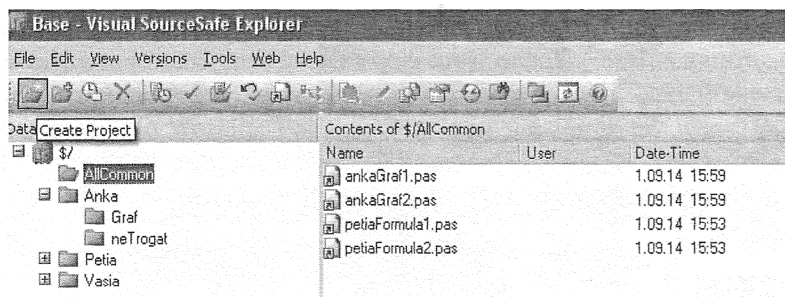 Base - Visual SourceSafe Explorer
File Edit View Versions Tools Web Help
Create Project
Data
Contents of $/AllCommon
$/
Name User Date-Time
AllCommon
ankaGraf1.pas 1.09.14 15:59
Anka
ankaGraf2.pas 1.09.14 15:59
Graf
petiaFormula1.pas 1.09.14 15:53
neTrogat
petiaFormula2.pas 1.09.14 15:53
Petia
Vasia